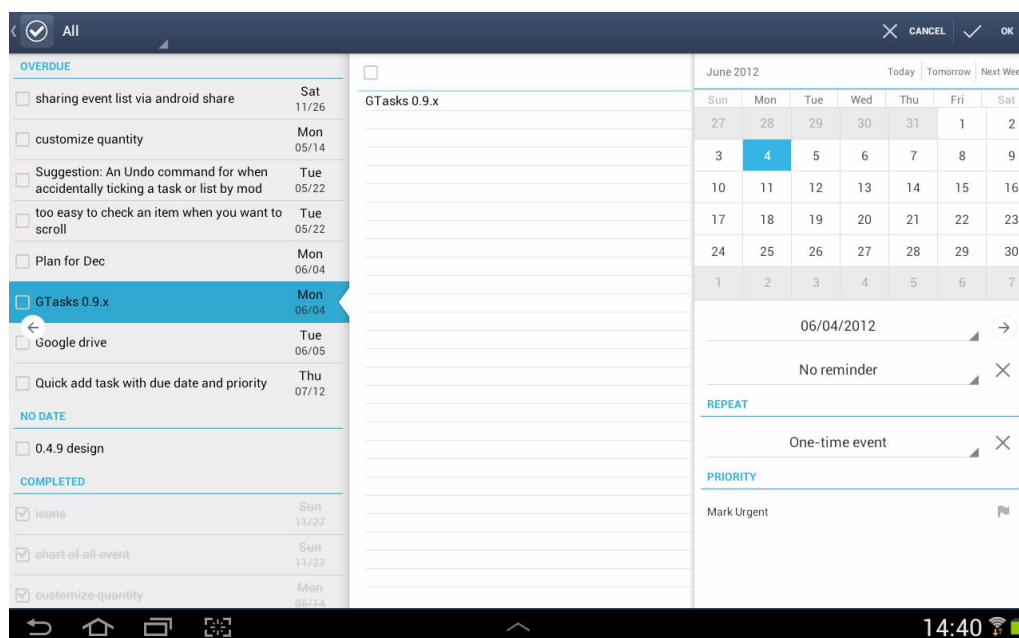 All
CANCEL
OK
OVERDUE
sharing event list via android share
Sat
11/26
customize quantity
Mon
05/14
Suggestion: An Undo command for when
accidentally ticking a task or list by mod
Tue
05/22
too easy to check an item when you want to
scroll
Tue
05/22
Plan for Dec
Mon
06/04
GTasks 0.9.x
Mon
06/04
Google drive
Tue
06/05
Quick add task with due date and priority
Thu
07/12
NO DATE
0.4.9 design
COMPLETED
icons
Sun
11/27
chart of all event
Sun
11/27
customize quantity
Mon
05/14
GTasks 0.9.x
June 2012
Today
Tomorrow
Next Wee
Sun Mon Tue Wed Thu Fri Sat
27 28 29 30 31 1 2
3 4 5 6 7 8 9
10 11 12 13 14 15 16
17 18 19 20 21 22 23
24 25 26 27 28 29 30
1 2 3 4 5 6 7
06/04/2012
No reminder
REPEAT
One-time event
PRIORITY
Mark Urgent
14:40